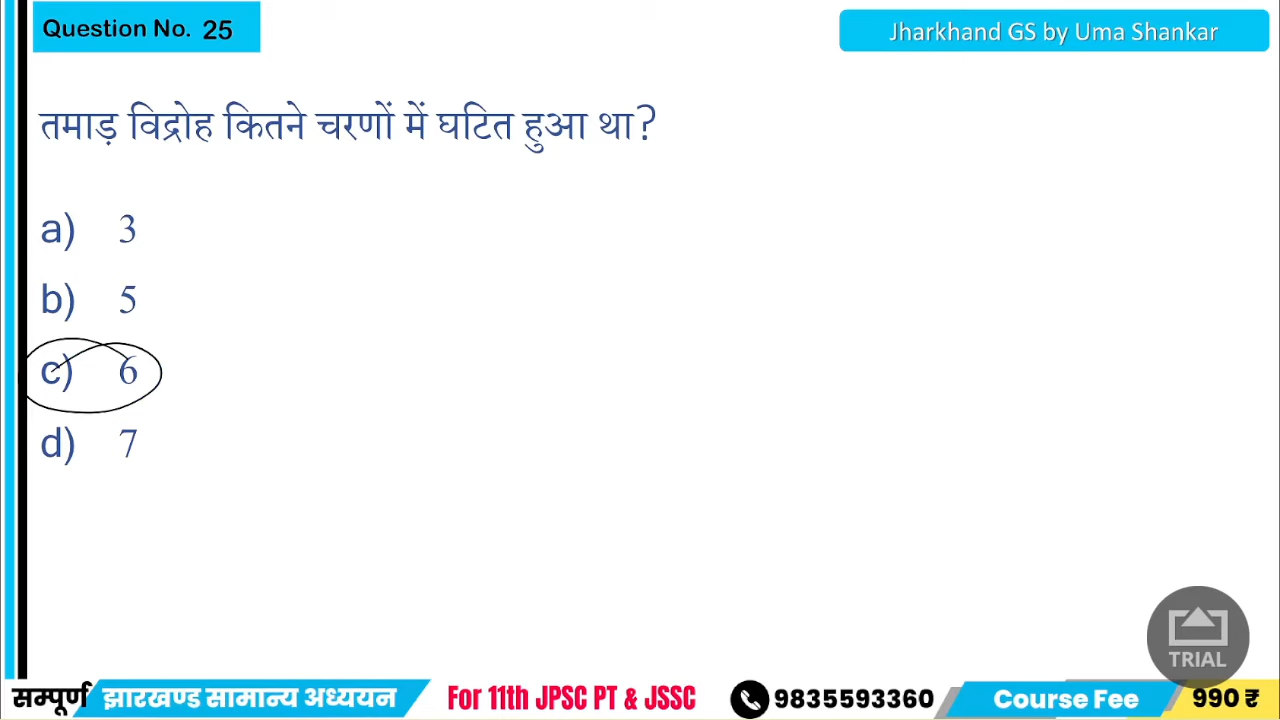 Question No. 25
Jharkhand GS by Uma Shankar
तमाड़ विद्रोह कितने चरणों में घटित हुआ था?
a) 3
b) 5
c) 6
d) 7
TRIAL
सम्पूर्ण झारखण्ड सामान्य अध्ययन For 11th JPSC PT & JSSC 9835593360 Course Fee 990 ₹